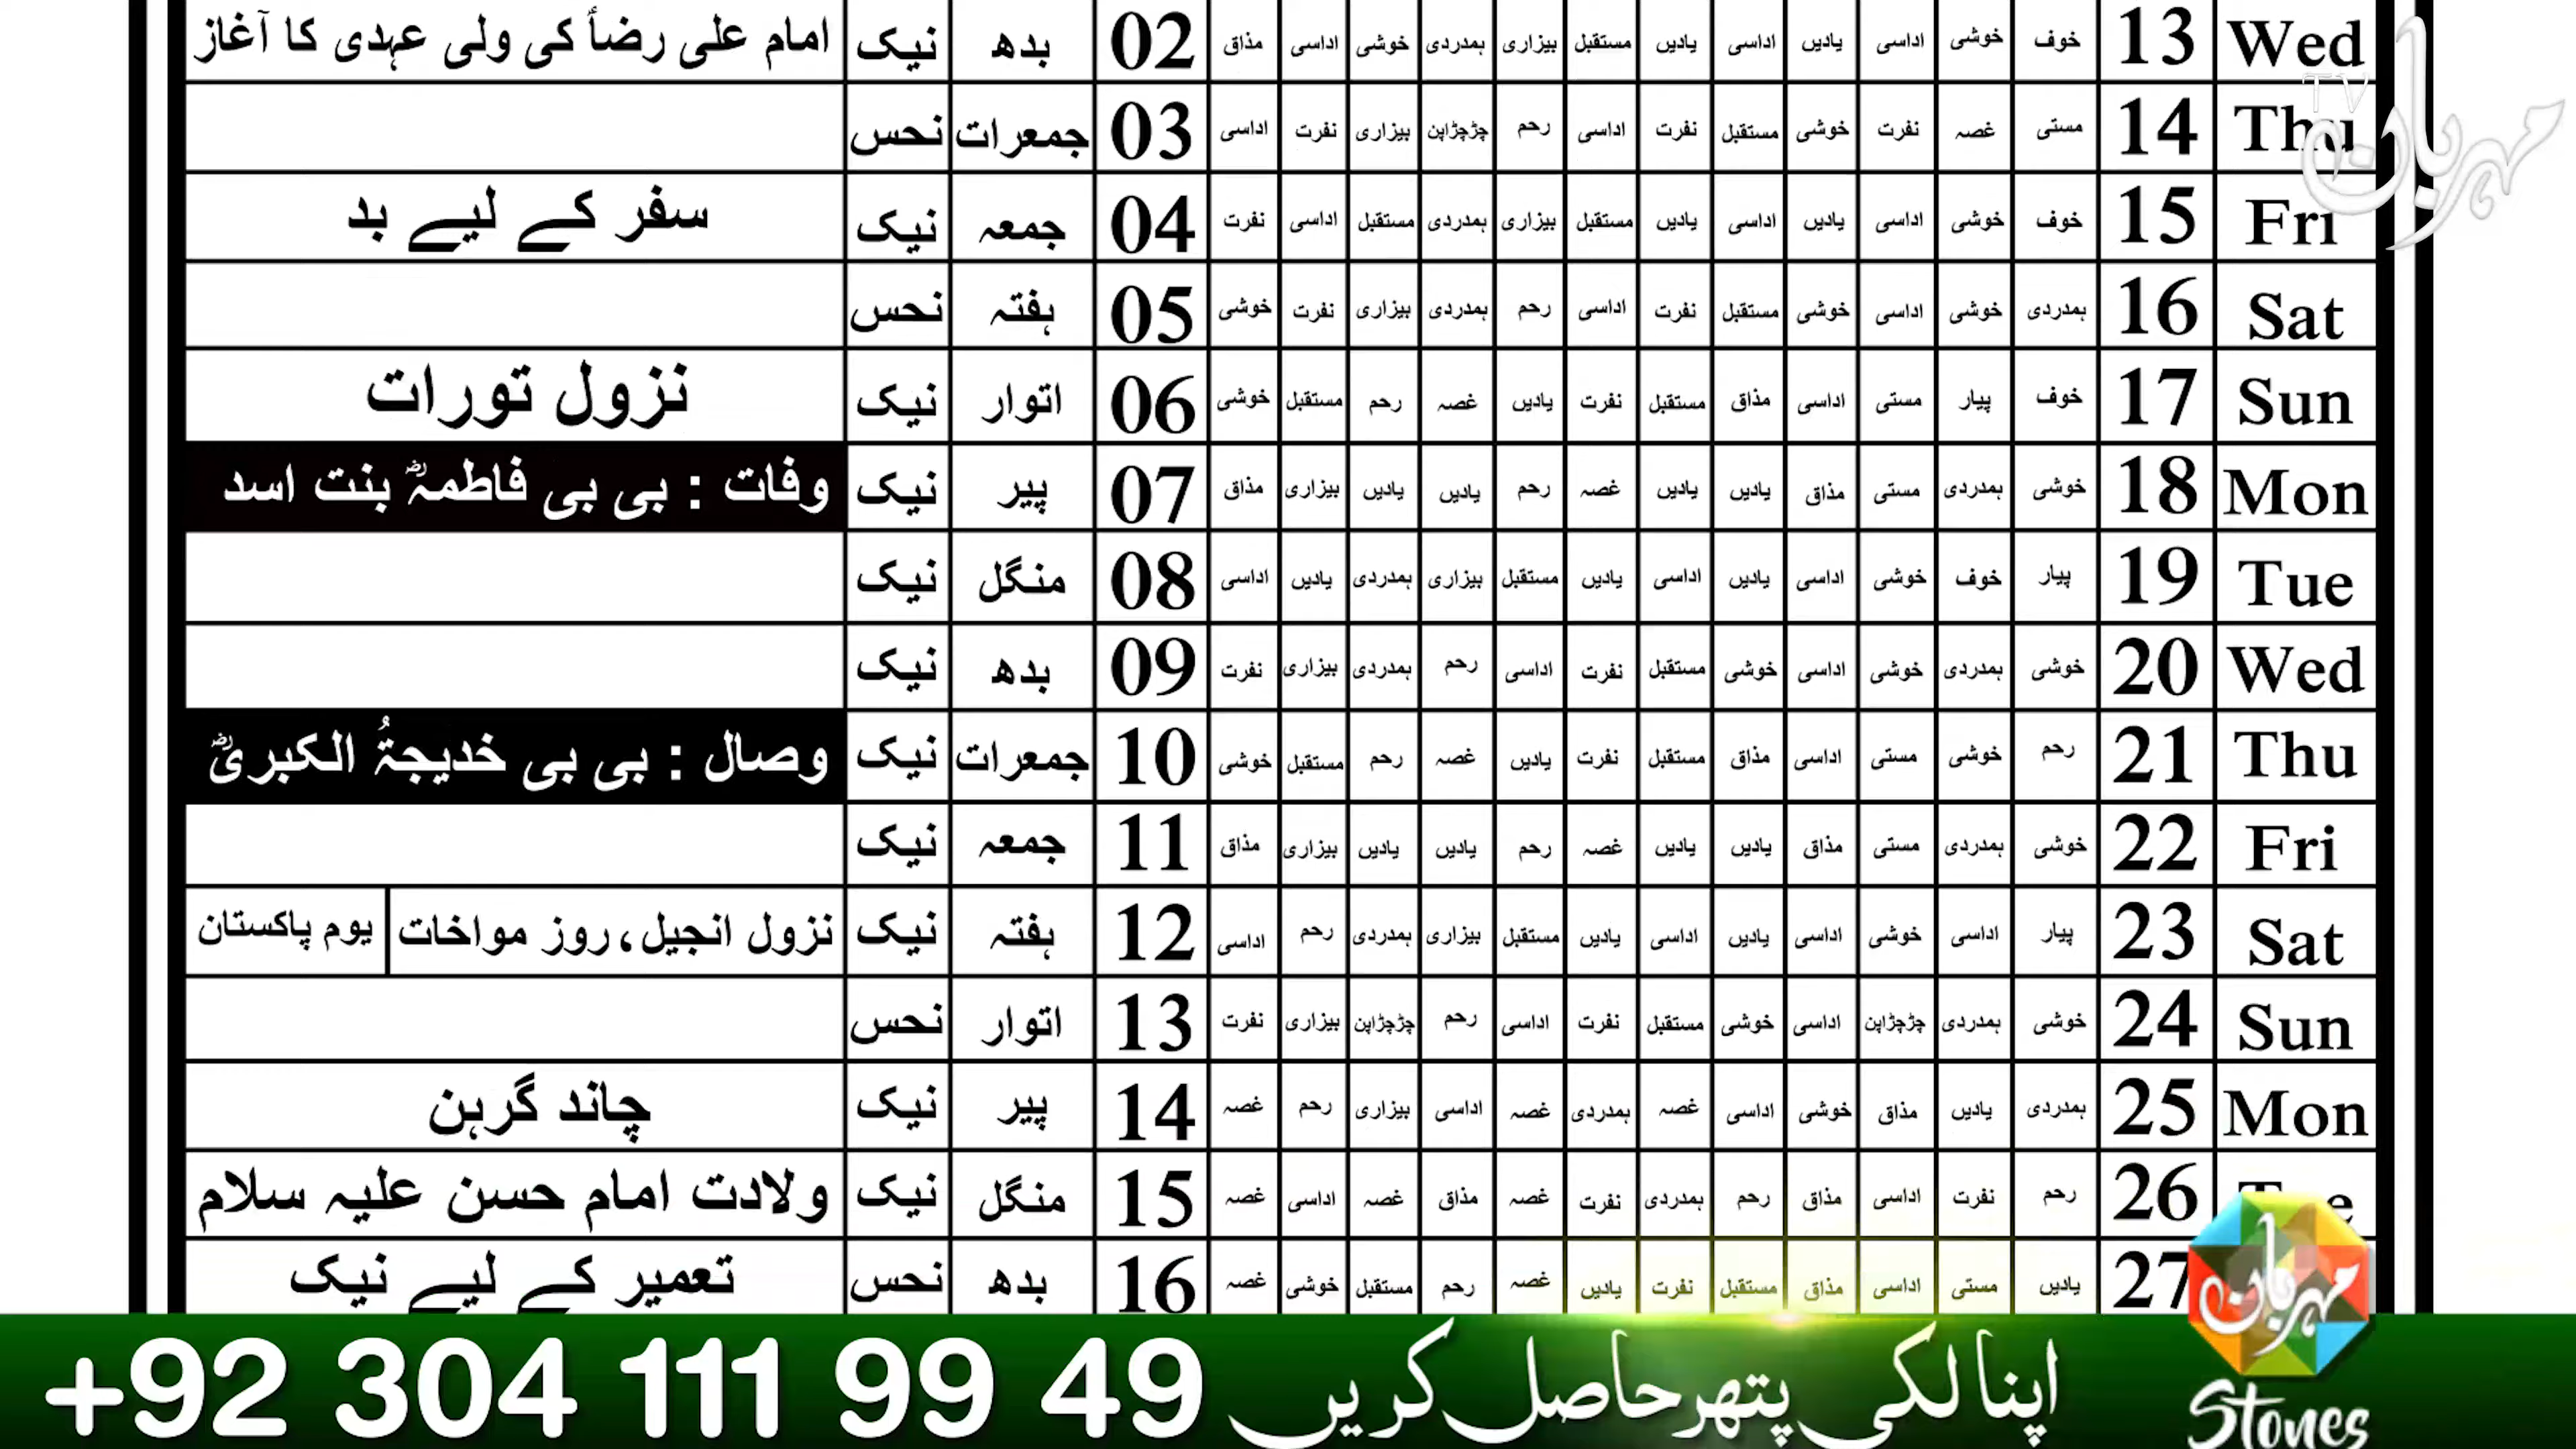 Wed 13 خوف خوشی اداسی یادیں اداسی یادیں مستقبل بیزاری ہمدردی خوشی اداسی مذاق 02 بدھ نیک امام علی رضاؑ کی ولی عہدی کا آغاز
Thu 14 مستی غصہ نفرت خوشی مستقبل نفرت اداسی رحم چڑچڑاپن بیزاری نفرت اداسی 03 جمعرات نحس
Fri 15 خوف خوشی اداسی یادیں اداسی یادیں مستقبل بیزاری ہمدردی مستقبل اداسی نفرت 04 جمعہ نیک سفر کے لیے بد
Sat 16 ہمدردی خوشی اداسی خوشی مستقبل نفرت اداسی رحم ہمدردی بیزاری نفرت خوشی 05 ہفتہ نحس
Sun 17 خوف پیار مستی اداسی مذاق مستقبل نفرت یادیں غصہ رحم مستقبل خوشی 06 اتوار نیک نزول تورات
Mon 18 خوشی ہمدردی مستی مذاق یادیں یادیں غصہ رحم یادیں یادیں بیزاری مذاق 07 پیر نیک وفات : بی بی فاطمہؓ بنت اسد
Tue 19 پیار خوف خوشی اداسی یادیں اداسی یادیں مستقبل بیزاری ہمدردی یادیں اداسی 08 منگل نیک
Wed 20 خوشی ہمدردی خوشی اداسی خوشی مستقبل نفرت اداسی رحم ہمدردی بیزاری نفرت 09 بدھ نیک
Thu 21 رحم خوشی مستی اداسی مذاق مستقبل نفرت یادیں غصہ رحم مستقبل خوشی 10 جمعرات نیک وصال : بی بی خدیجۃُ الکبریٰؓ
Fri 22 خوشی ہمدردی مستی مذاق یادیں یادیں غصہ رحم یادیں یادیں بیزاری مذاق 11 جمعہ نیک
Sat 23 پیار اداسی خوشی اداسی یادیں اداسی یادیں مستقبل بیزاری ہمدردی رحم اداسی 12 ہفتہ نیک نزول انجیل، روز مواخات یوم پاکستان
Sun 24 خوشی ہمدردی چڑچڑاپن اداسی خوشی مستقبل نفرت اداسی رحم چڑچڑاپن بیزاری نفرت 13 اتوار نحس
Mon 25 ہمدردی یادیں مذاق خوشی اداسی غصہ ہمدردی غصہ اداسی بیزاری رحم غصہ 14 پیر نیک چاند گرہن
26 رحم نفرت اداسی مذاق رحم ہمدردی نفرت غصہ مذاق غصہ اداسی غصہ 15 منگل نیک ولادت امام حسن علیہ سلام
27 یادیں مستی اداسی مذاق مستقبل نفرت یادیں غصہ رحم مستقبل خوشی غصہ 16 بدھ نحس تعمیر کے لیے نیک
مہربان TV
مہربان
Stones
اپنا لکی پتھر حاصل کریں +92 304 111 99 49